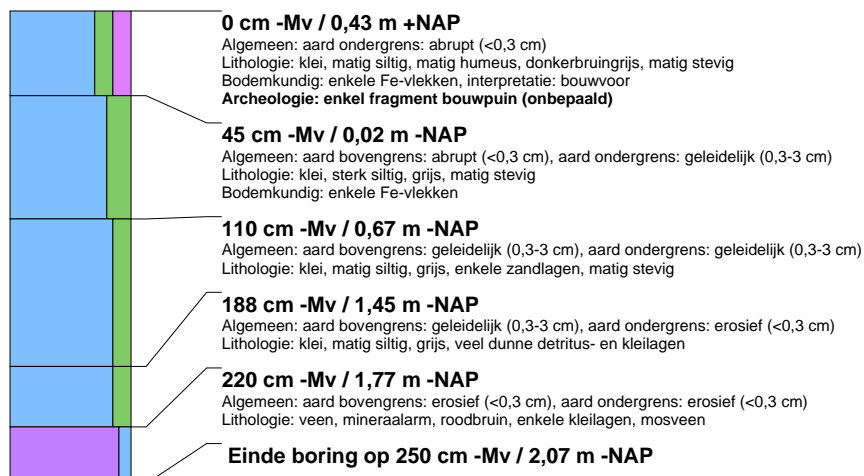 0 cm -Mv / 0,43 m +NAP
Algemeen: aard ondergrens: abrupt (<0,3 cm)
Lithologie: klei, matig siltig, matig humeus, donkerbruingrijs, matig stevig
Bodemkundig: enkele Fe-vlekken, interpretatie: bouwvoor
Archeologie: enkel fragment bouwpuin (onbepaald)
45 cm -Mv / 0,02 m -NAP
Algemeen: aard bovengrens: abrupt (<0,3 cm), aard ondergrens: geleidelijk (0,3-3 cm)
Lithologie: klei, sterk siltig, grijs, matig stevig
Bodemkundig: enkele Fe-vlekken
110 cm -Mv / 0,67 m -NAP
Algemeen: aard bovengrens: geleidelijk (0,3-3 cm), aard ondergrens: geleidelijk (0,3-3 cm)
Lithologie: klei, matig siltig, grijs, enkele zandlagen, matig stevig
188 cm -Mv / 1,45 m -NAP
Algemeen: aard bovengrens: geleidelijk (0,3-3 cm), aard ondergrens: erosief (<0,3 cm)
Lithologie: klei, matig siltig, grijs, veel dunne detritus- en kleilagen
220 cm -Mv / 1,77 m -NAP
Algemeen: aard bovengrens: erosief (<0,3 cm), aard ondergrens: erosief (<0,3 cm)
Lithologie: veen, mineraalarm, roodbruin, enkele kleilagen, mosveen
Einde boring op 250 cm -Mv / 2,07 m -NAP